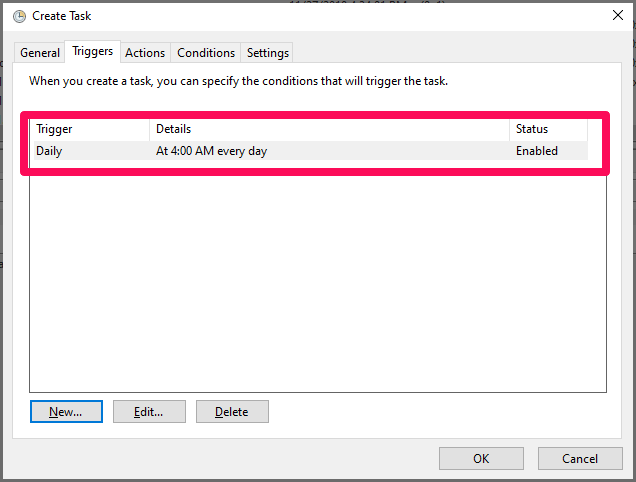 Create Task
General Triggers Actions Conditions Settings
When you create a task, you can specify the conditions that will trigger the task.
Trigger Details Status
Daily At 4:00 AM every day Enabled
New... Edit... Delete
OK Cancel